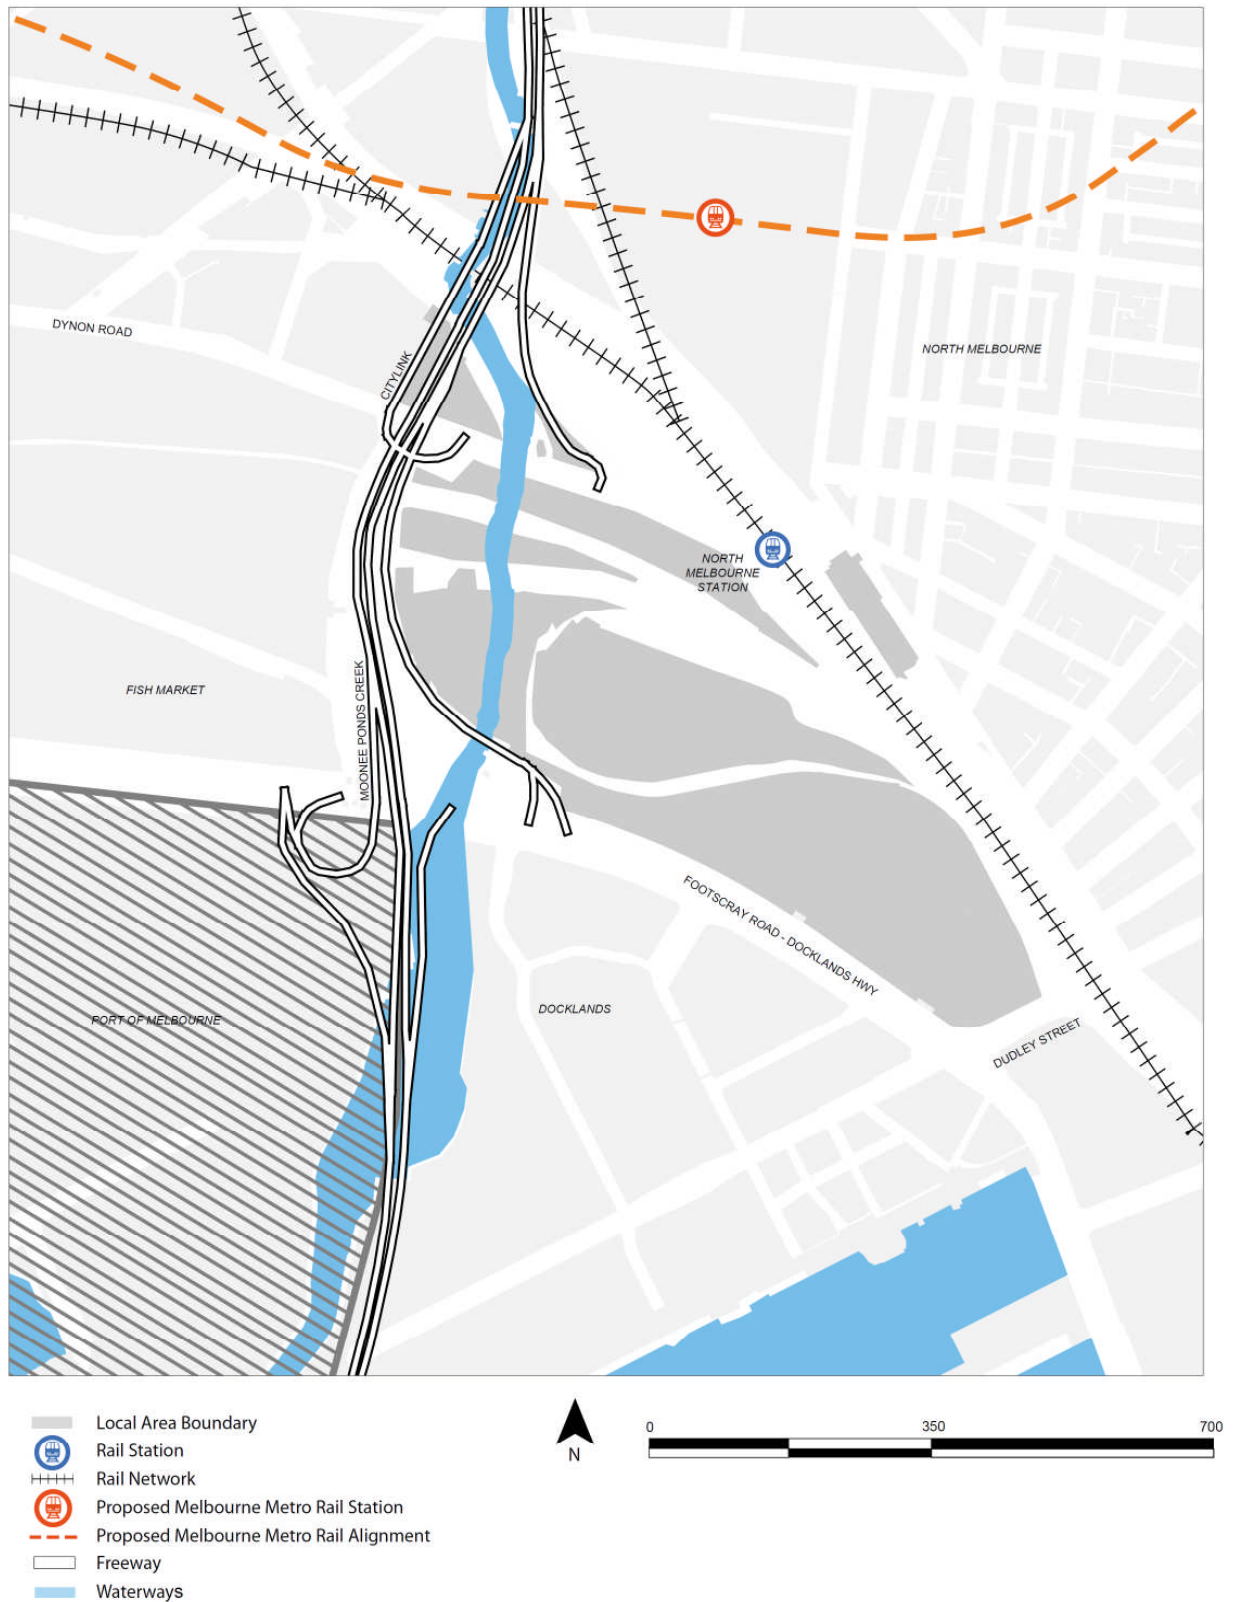 DYNON ROAD
NORTH MELBOURNE
CITYLINK
NORTH
MELBOURNE
STATION
FISH MARKET
MOONEE PONDS CREEK
FOOTSCRAY ROAD - DOCKLANDS HWY
PORT OF MELBOURNE
DOCKLANDS
DUDLEY STREET
Local Area Boundary
Rail Station
Rail Network
Proposed Melbourne Metro Rail Station
Proposed Melbourne Metro Rail Alignment
Freeway
Waterways
N
0 350 700